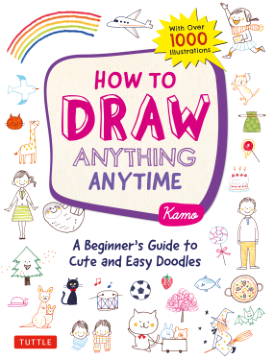 With Over
1000
Illustrations
HOW TO
DRAW
ANYTHING
ANYTIME
Kamo
A Beginner's Guide to
Cute and Easy Doodles
TUTTLE